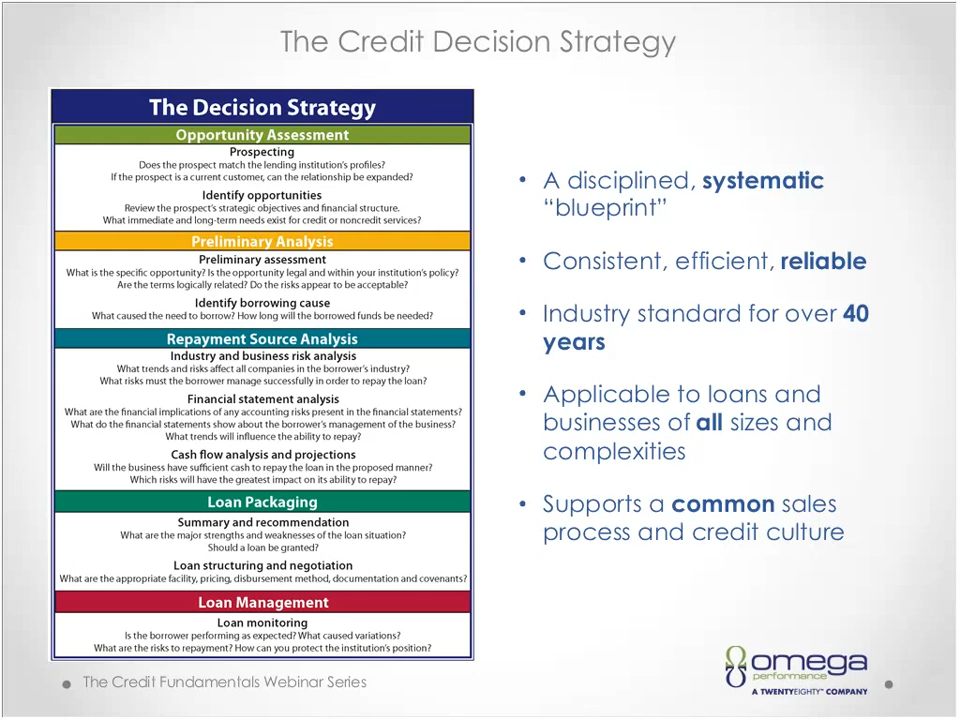 The Credit Decision Strategy
The Decision Strategy
Opportunity Assessment
Prospecting
Does the prospect match the lending institution's profiles?
If the prospect is a current customer, can the relationship be expanded?
Identify opportunities
Review the prospect's strategic objectives and financial structure.
What immediate and long-term needs exist for credit or noncredit services?
Preliminary Analysis
Preliminary assessment
What is the specific opportunity? Is the opportunity legal and within your institution's policy?
Are the terms logically related? Do the risks appear to be acceptable?
Identify borrowing cause
What caused the need to borrow? How long will the borrowed funds be needed?
Repayment Source Analysis
Industry and business risk analysis
What trends and risks affect all companies in the borrower's industry?
What risks must the borrower manage successfully in order to repay the loan?
Financial statement analysis
What are the financial implications of any accounting risks present in the financial statements?
What do the financial statements show about the borrower's management of the business?
What trends will influence the ability to repay?
Cash flow analysis and projections
Will the business have sufficient cash to repay the loan in the proposed manner?
Which risks will have the greatest impact on its ability to repay?
Loan Packaging
Summary and recommendation
What are the major strengths and weaknesses of the loan situation?
Should a loan be granted?
Loan structuring and negotiation
What are the appropriate facility, pricing, disbursement method, documentation and covenants?
Loan Management
Loan monitoring
Is the borrower performing as expected? What caused variations?
What are the risks to repayment? How can you protect the institution's position?
• A disciplined, systematic
"blueprint"
• Consistent, efficient, reliable
• Industry standard for over 40
years
• Applicable to loans and
businesses of all sizes and
complexities
• Supports a common sales
process and credit culture
The Credit Fundamentals Webinar Series
omega
performance
A TWENTYEIGHTY™ COMPANY